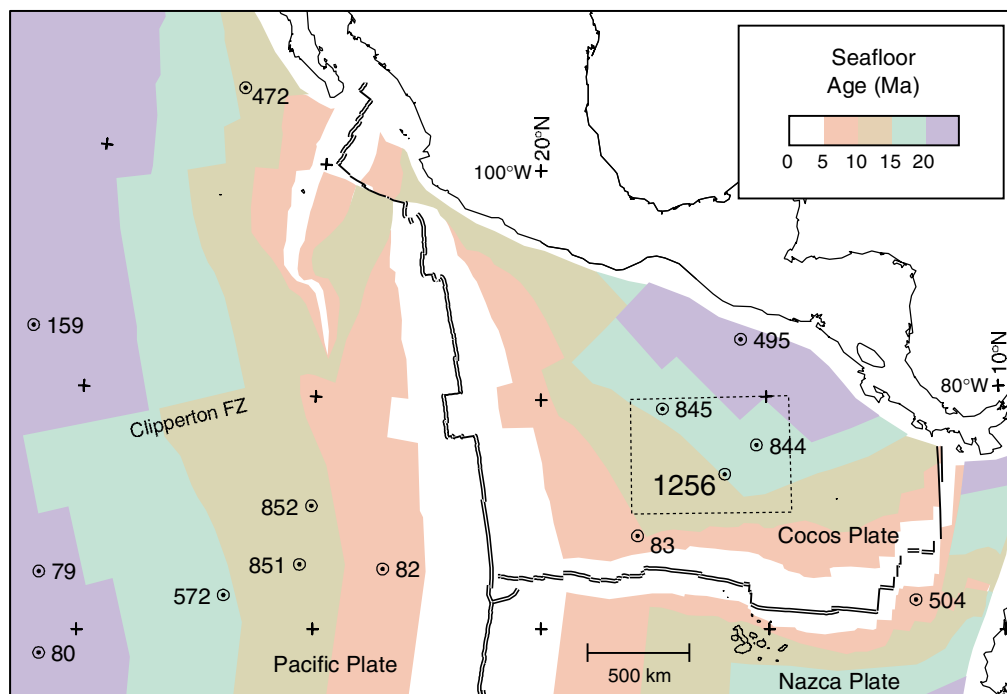 Seafloor
Age (Ma)
0 5 10 15 20
472
100°W
20°N
159
495
80°W
10°N
Clipperton FZ
845
844
1256
852
Cocos Plate
83
851
82
79
572
504
80
Pacific Plate
500 km
Nazca Plate